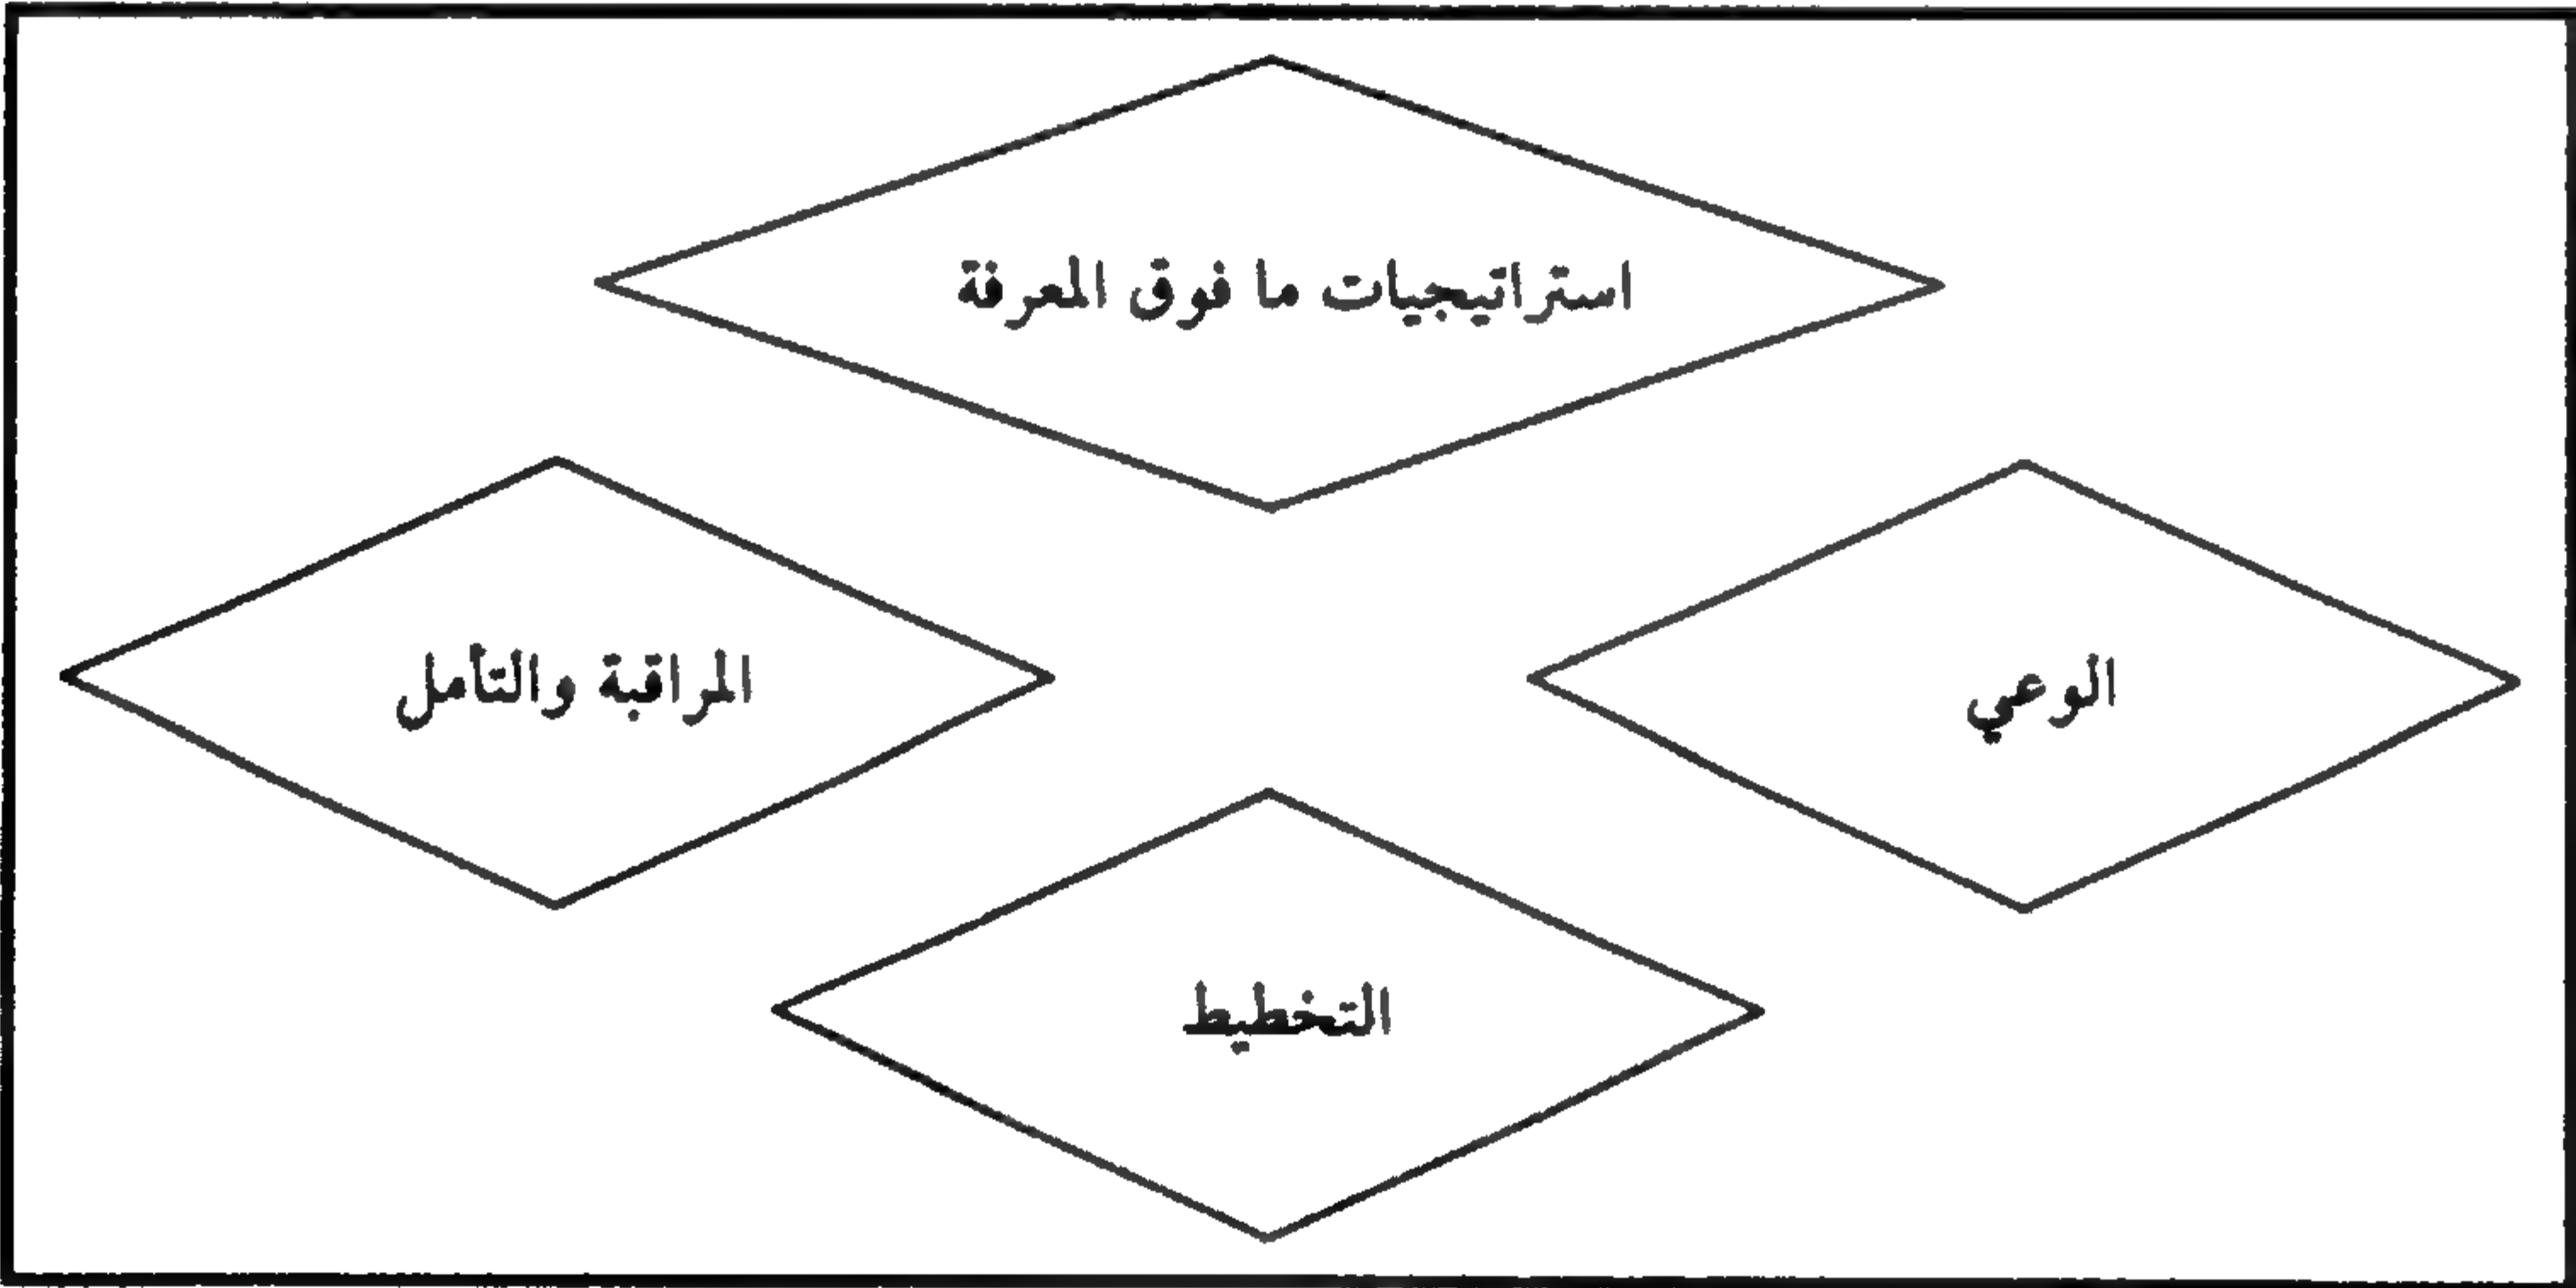 استراتيجيات ما فوق المعرفة
الوعي
المراقبة والتأمل
التخطيط